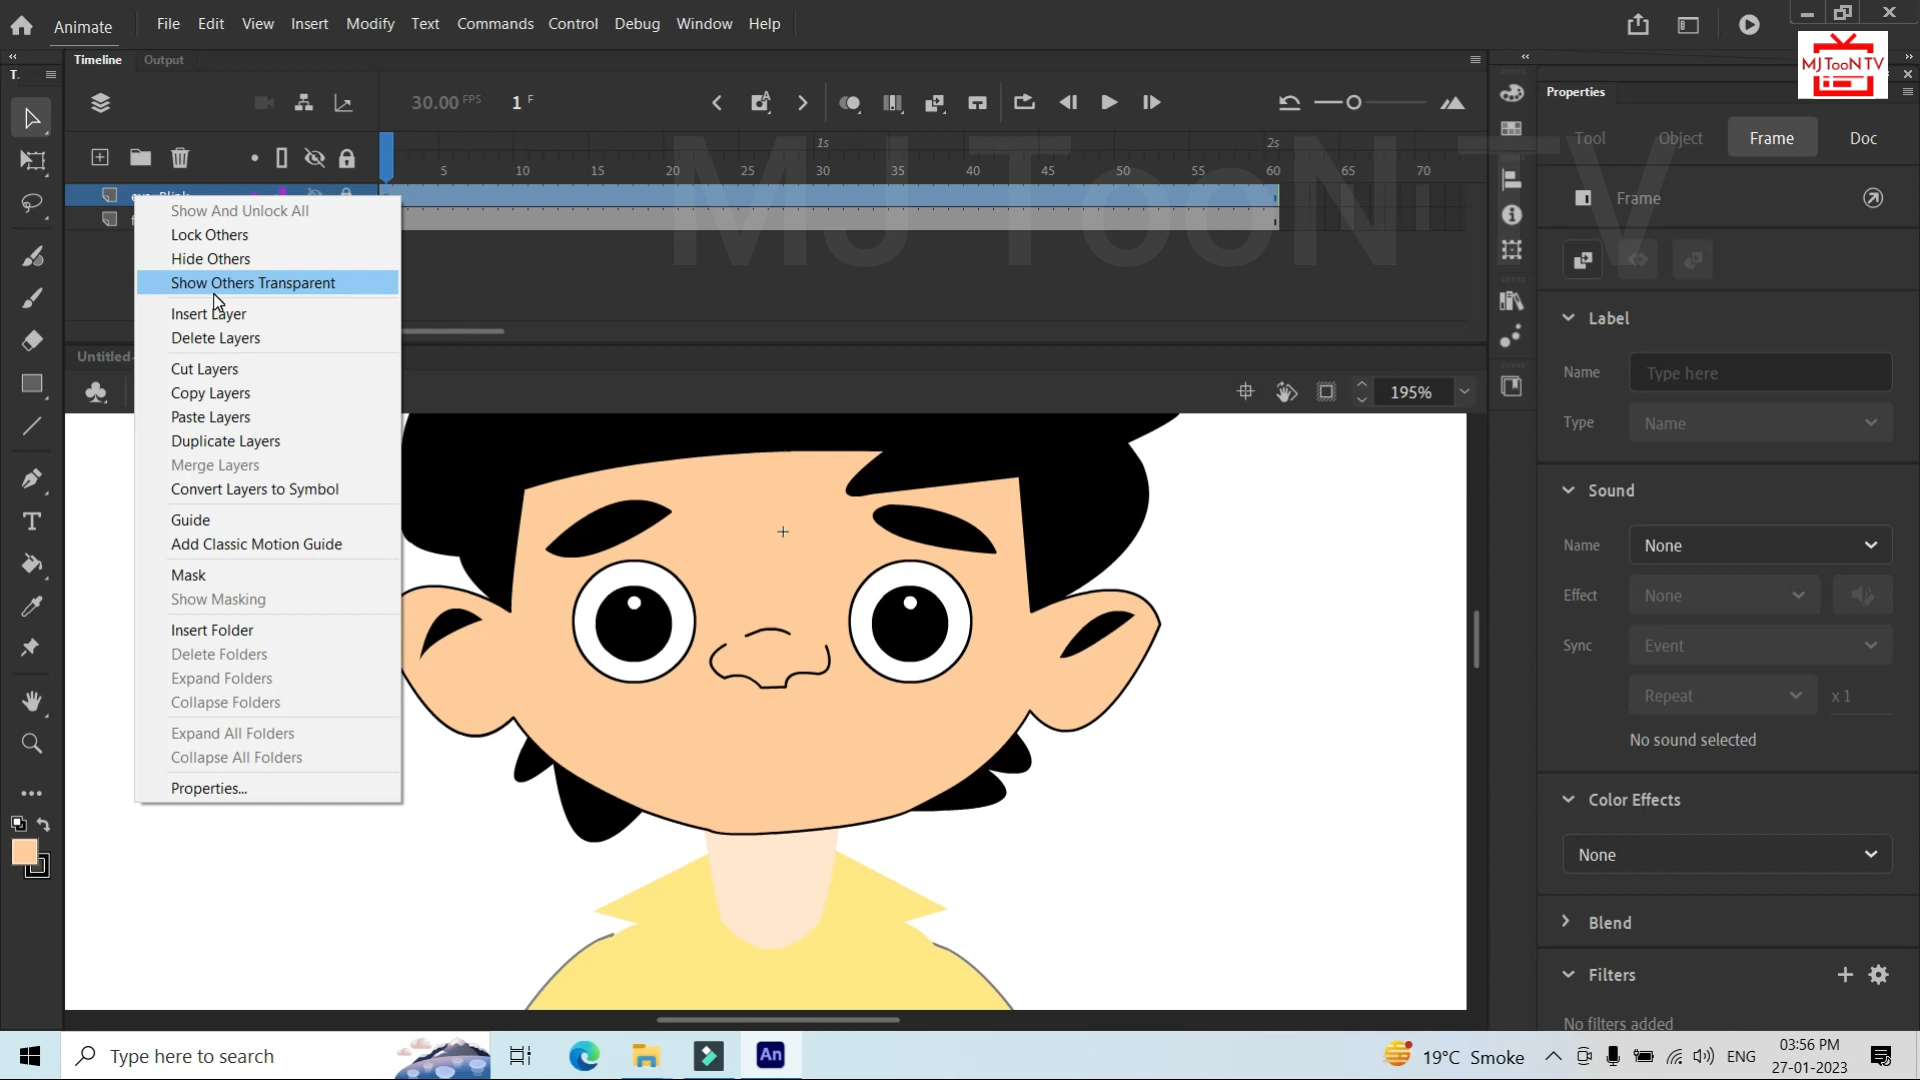 Animate
File Edit View Insert Modify Text Commands Control Debug Window Help
MJ TooN TV
Timeline Output
T.
Properties
30.00 FPS 1 F
Tool Object Frame Doc
1s 2s
5 10 15 20 25 30 35 40 45 50 55 60 65 70
MJ TooN TV
Frame
Show And Unlock All
Lock Others
Hide Others
Show Others Transparent
Insert Layer
Delete Layers
Cut Layers
Copy Layers
Paste Layers
Duplicate Layers
Merge Layers
Convert Layers to Symbol
Guide
Add Classic Motion Guide
Mask
Show Masking
Insert Folder
Delete Folders
Expand Folders
Collapse Folders
Expand All Folders
Collapse All Folders
Properties...
Untitled-
195%
Label
Name Type here
Type Name
Sound
Name None
Effect None
Sync Event
Repeat x 1
No sound selected
Color Effects
None
Blend
Filters
No filters added
Type here to search
An
19°C Smoke
ENG
03:56 PM
27-01-2023